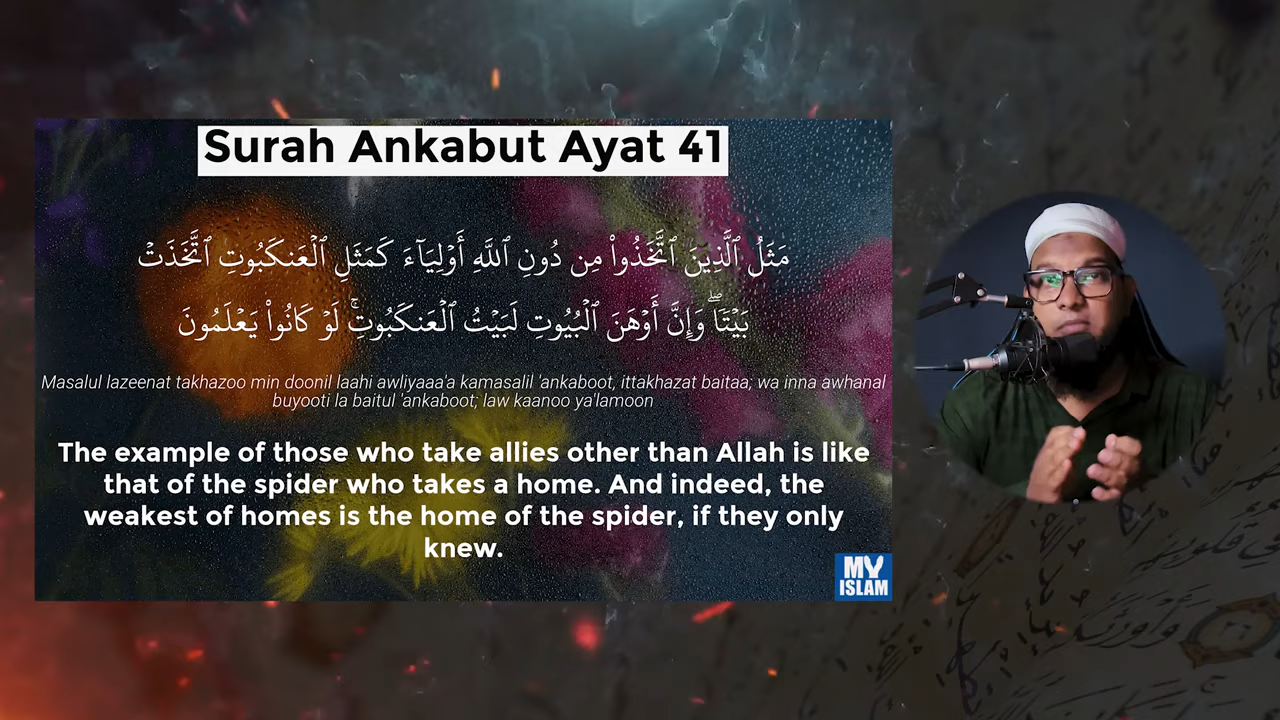 Surah Ankabut Ayat 41
مَثَلُ ٱلَّذِينَ ٱتَّخَذُوا۟ مِن دُونِ ٱللَّهِ أَوْلِيَآءَ كَمَثَلِ ٱلْعَنكَبُوتِ ٱتَّخَذَتْ
بَيْتًۭا ۖ وَإِنَّ أَوْهَنَ ٱلْبُيُوتِ لَبَيْتُ ٱلْعَنكَبُوتِ ۖ لَوْ كَانُوا۟ يَعْلَمُونَ
Masalul lazeenat takhazoo min doonil laahi awliyaaa'a kamasalil 'ankaboot, ittakhazat baitaa; wa inna awhanal
buyooti la baitul 'ankaboot; law kaanoo ya'lamoon
The example of those who take allies other than Allah is like
that of the spider who takes a home. And indeed, the
weakest of homes is the home of the spider, if they only
knew.
MY
ISLAM